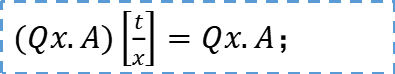 (Qx. A) [t/x] = Qx. A；